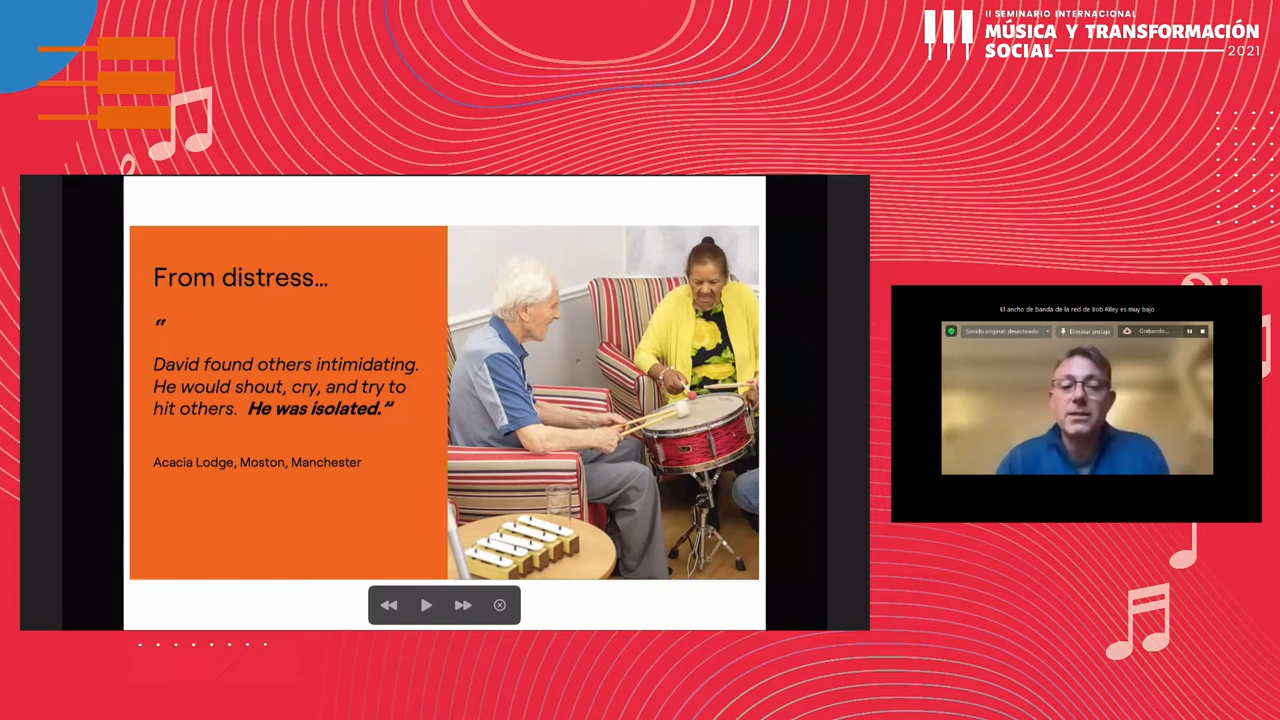 II SEMINARIO INTERNACIONAL
MÚSICA Y TRANSFORMACIÓN
SOCIAL
2021
From distress…
“
David found others intimidating.
He would shout, cry, and try to
hit others. He was isolated.”
Acacia Lodge, Moston, Manchester
El ancho de banda de la red de Bob Riley es muy bajo
Sonido original: desactivado
Eliminar anclaje
Grabando...